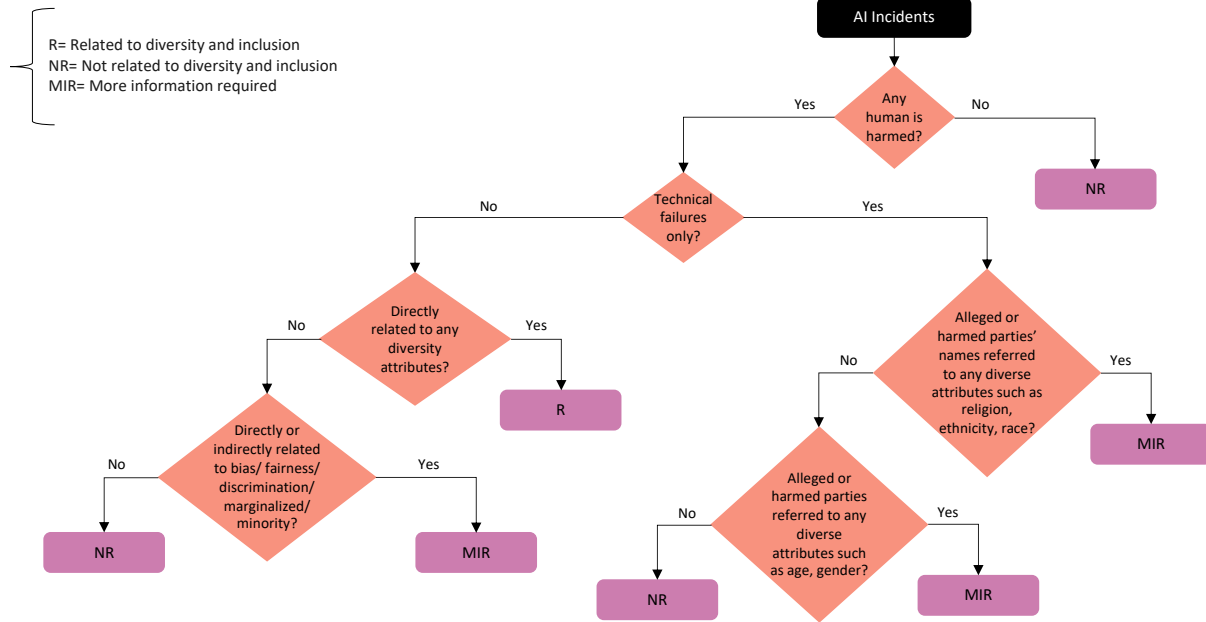 R= Related to diversity and inclusion
NR= Not related to diversity and inclusion
MIR= More information required
AI Incidents
Any
human is
harmed?
Yes
No
NR
Technical
failures
only?
No
Yes
Directly
related to any
diversity
attributes?
No
Yes
R
Directly or
indirectly related
to bias/ fairness/
discrimination/
marginalized/
minority?
No
Yes
NR
MIR
Alleged or
harmed parties’
names referred
to any diverse
attributes such as
religion,
ethnicity, race?
No
Yes
MIR
Alleged or
harmed parties
referred to any
diverse
attributes such
as age, gender?
No
Yes
NR
MIR